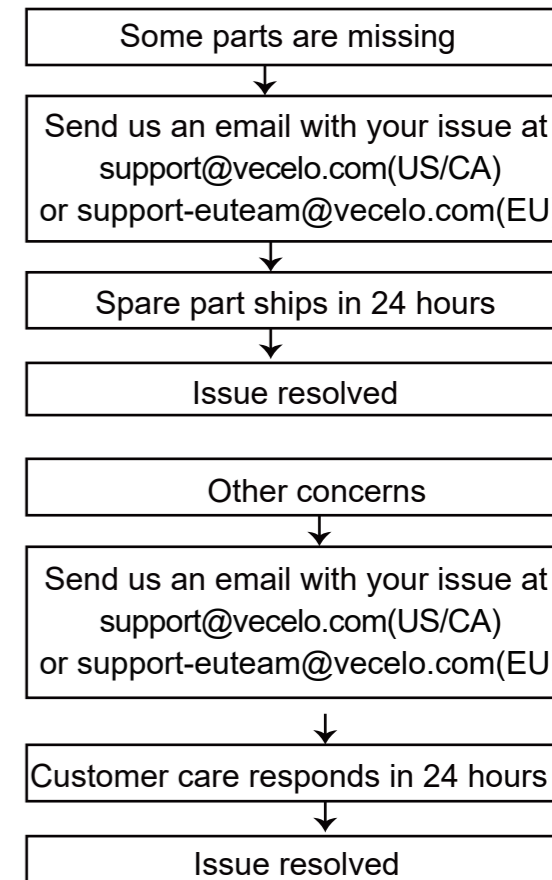 Some parts are missing
Send us an email with your issue at
support@vecelo.com(US/CA)
or support-euteam@vecelo.com(EU
Spare part ships in 24 hours
Issue resolved
Other concerns
Send us an email with your issue at
support@vecelo.com(US/CA)
or support-euteam@vecelo.com(EU
Customer care responds in 24 hours
Issue resolved